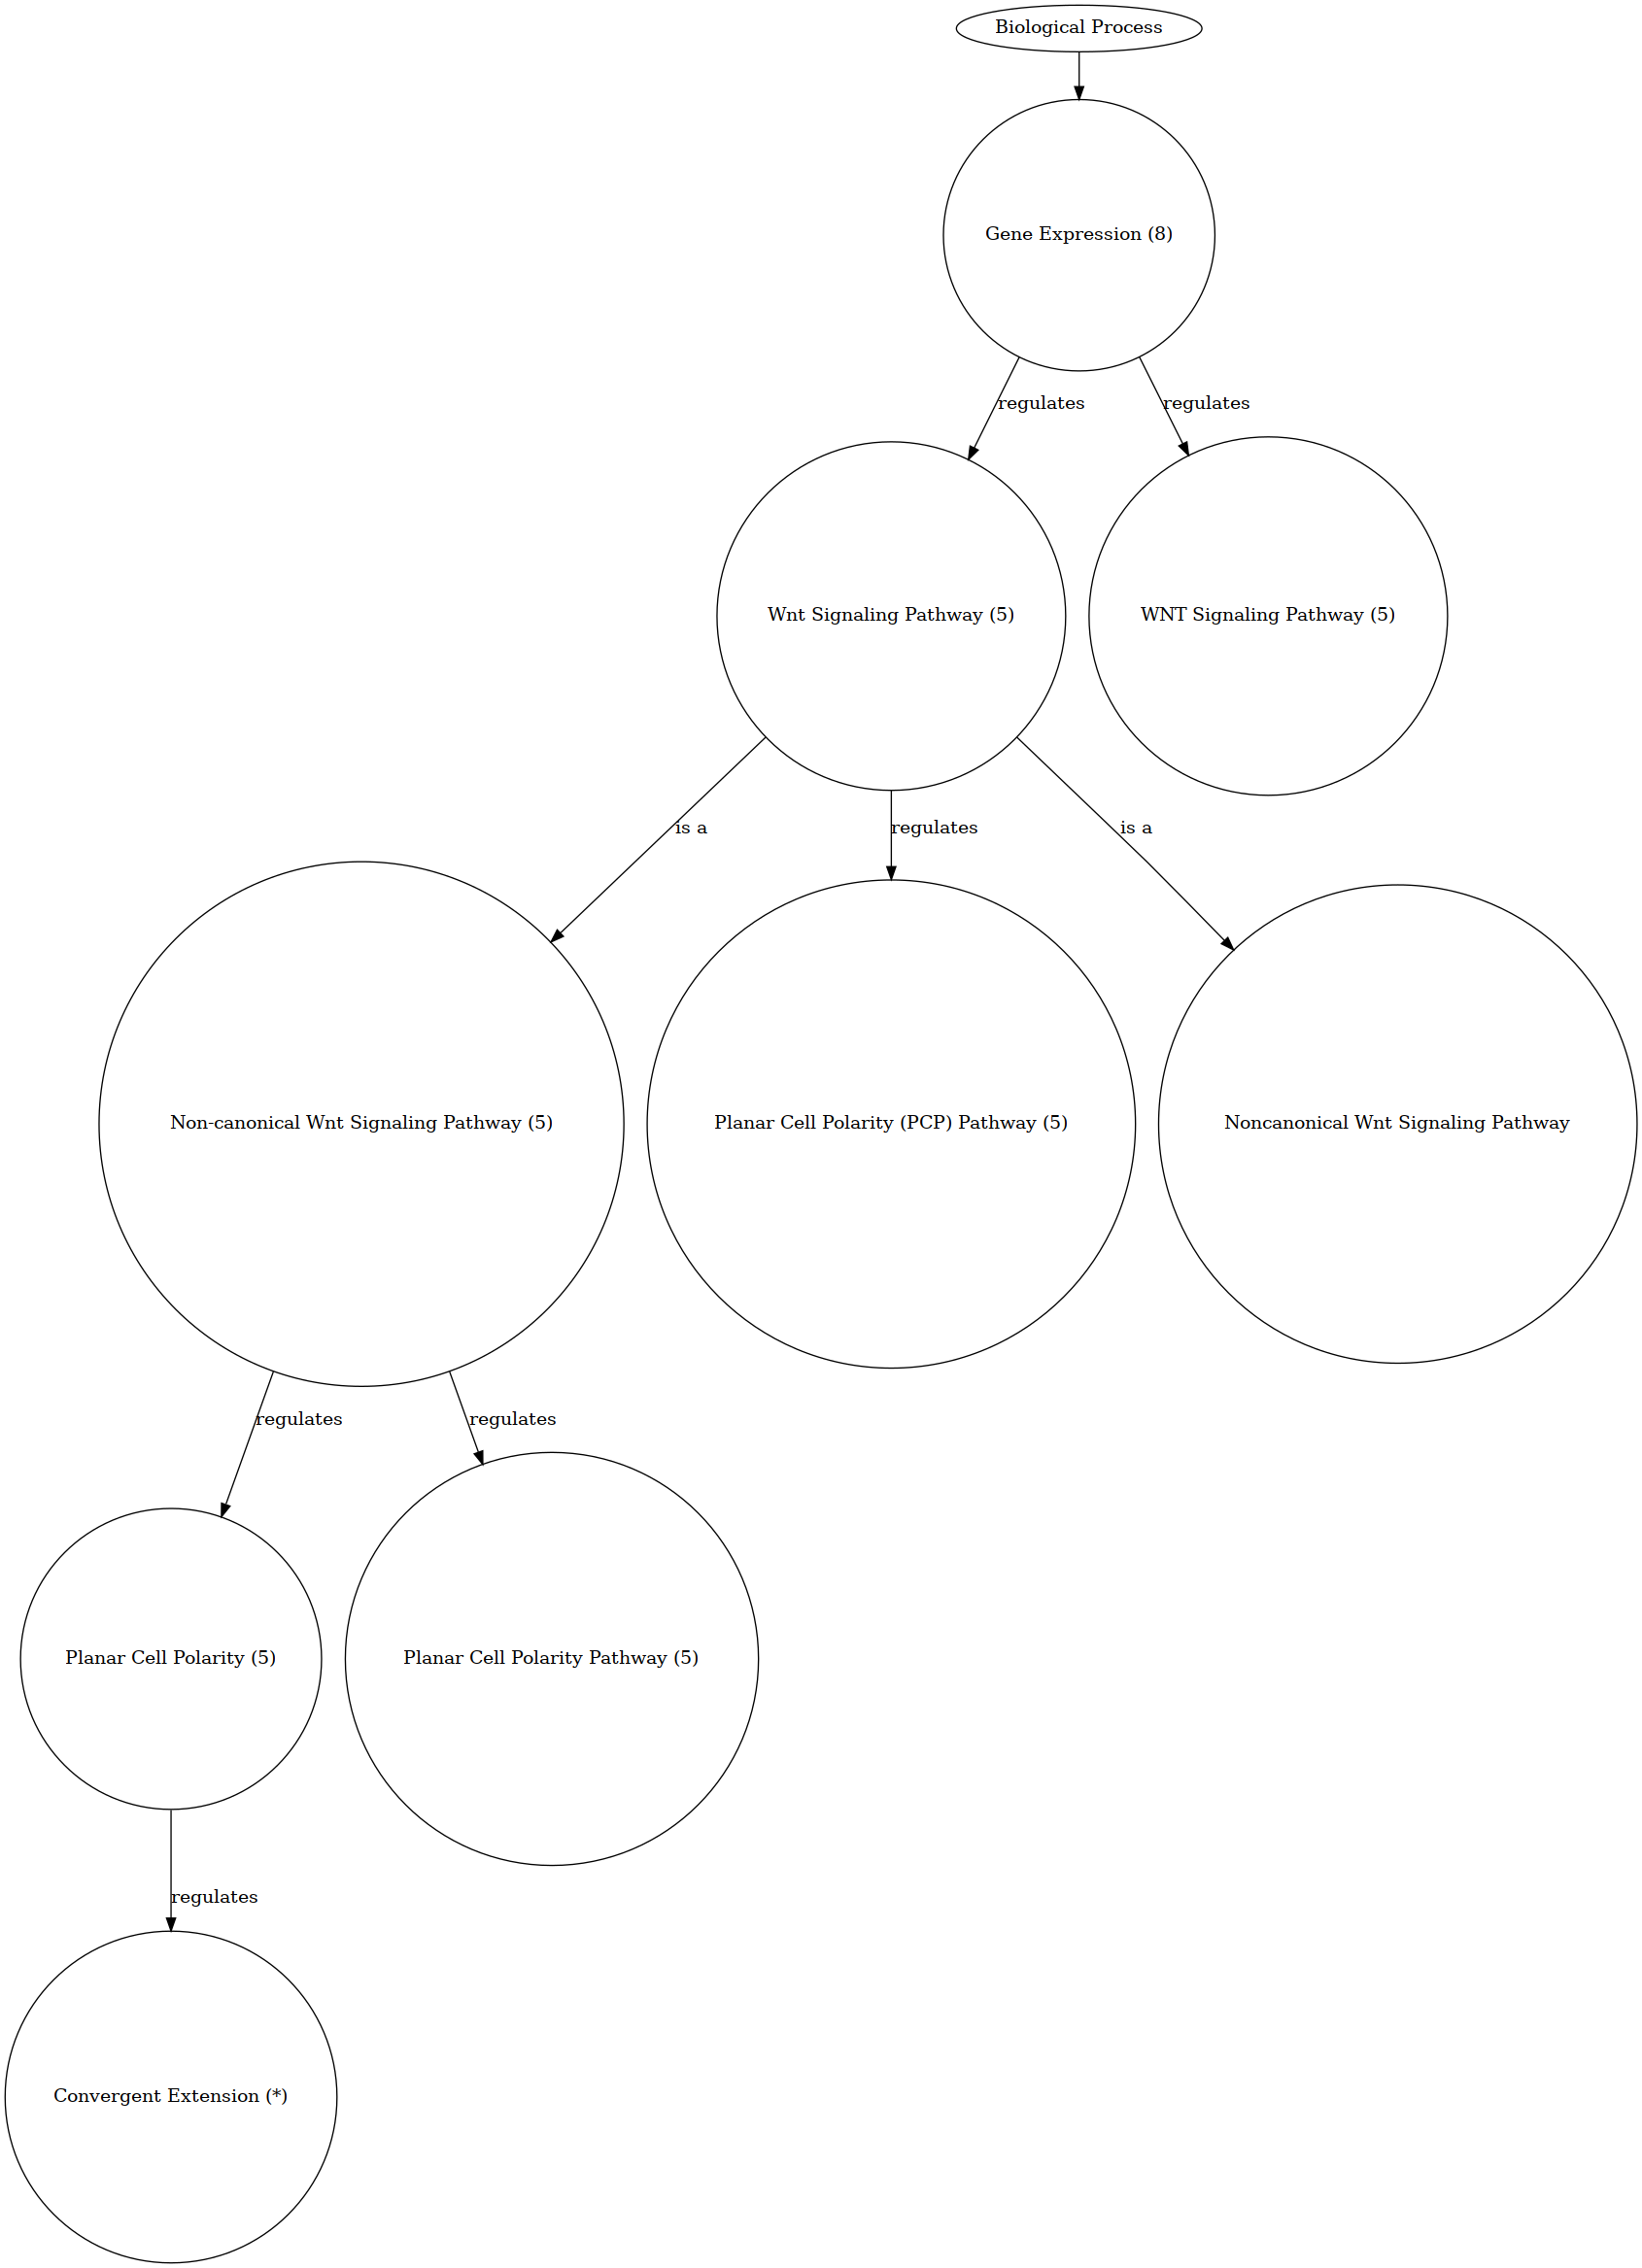 Biological Process
Gene Expression (8)
regulates
regulates
Wnt Signaling Pathway (5)
WNT Signaling Pathway (5)
is a
regulates
is a
Non-canonical Wnt Signaling Pathway (5)
Planar Cell Polarity (PCP) Pathway (5)
Noncanonical Wnt Signaling Pathway
regulates
regulates
Planar Cell Polarity (5)
Planar Cell Polarity Pathway (5)
regulates
Convergent Extension (*)